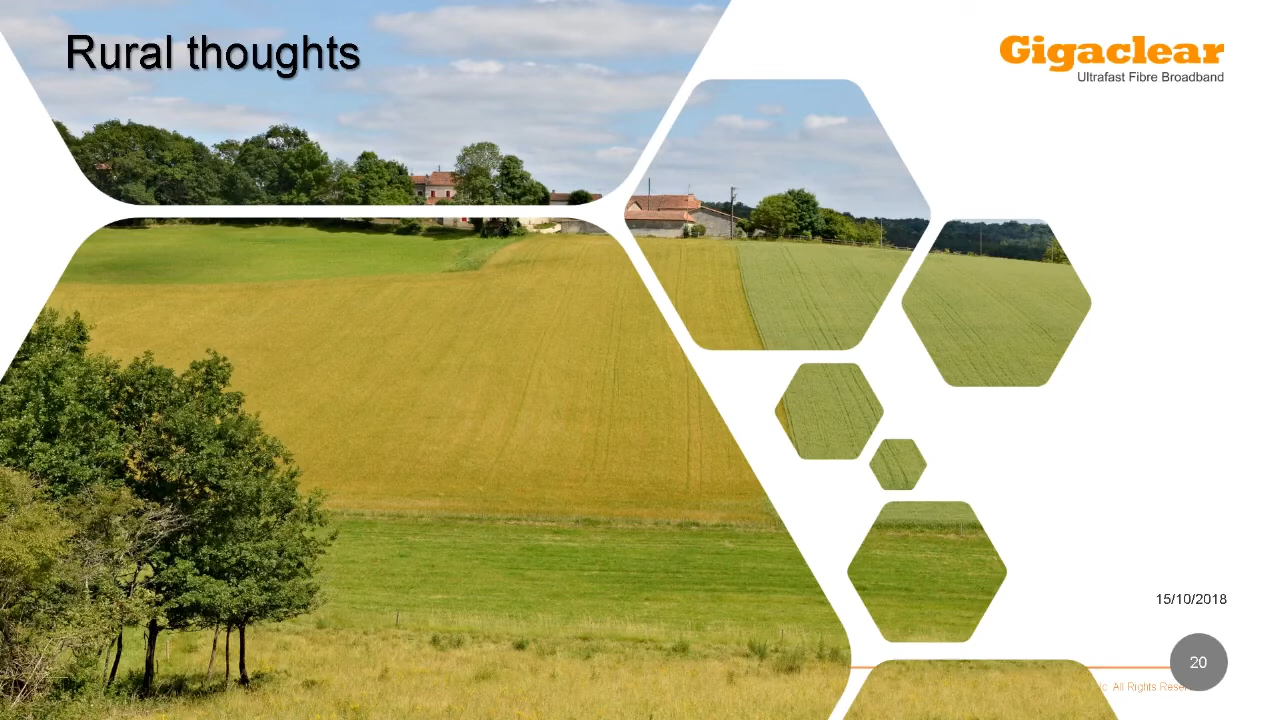 Rural thoughts
Gigaclear
Ultrafast Fibre Broadband
15/10/2018
20
All Rights